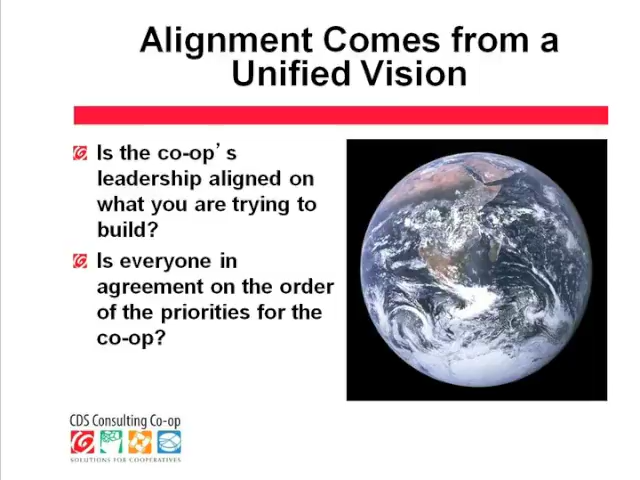 Alignment Comes from a
Unified Vision
Is the co-op's
leadership aligned on
what you are trying to
build?
Is everyone in
agreement on the order
of the priorities for the
co-op?
CDS Consulting Co-op
SOLUTIONS FOR COOPERATIVES